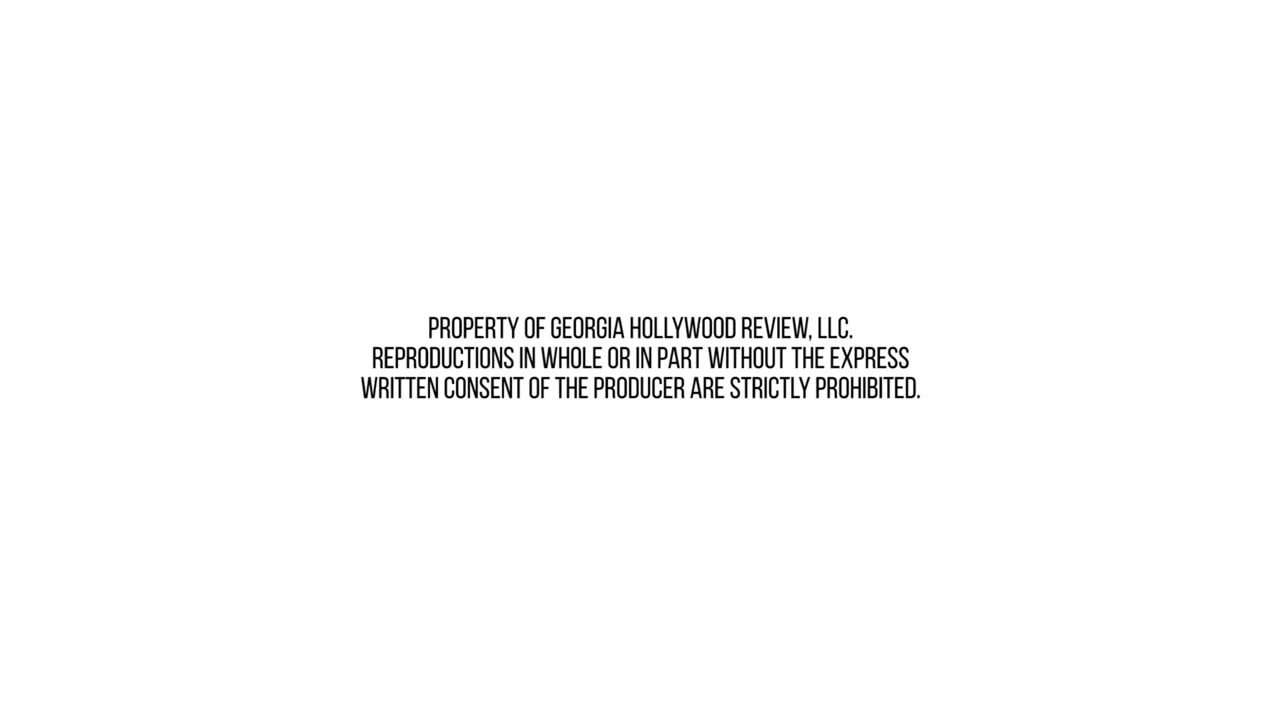 PROPERTY OF GEORGIA HOLLYWOOD REVIEW, LLC.
REPRODUCTIONS IN WHOLE OR IN PART WITHOUT THE EXPRESS
WRITTEN CONSENT OF THE PRODUCER ARE STRICTLY PROHIBITED.